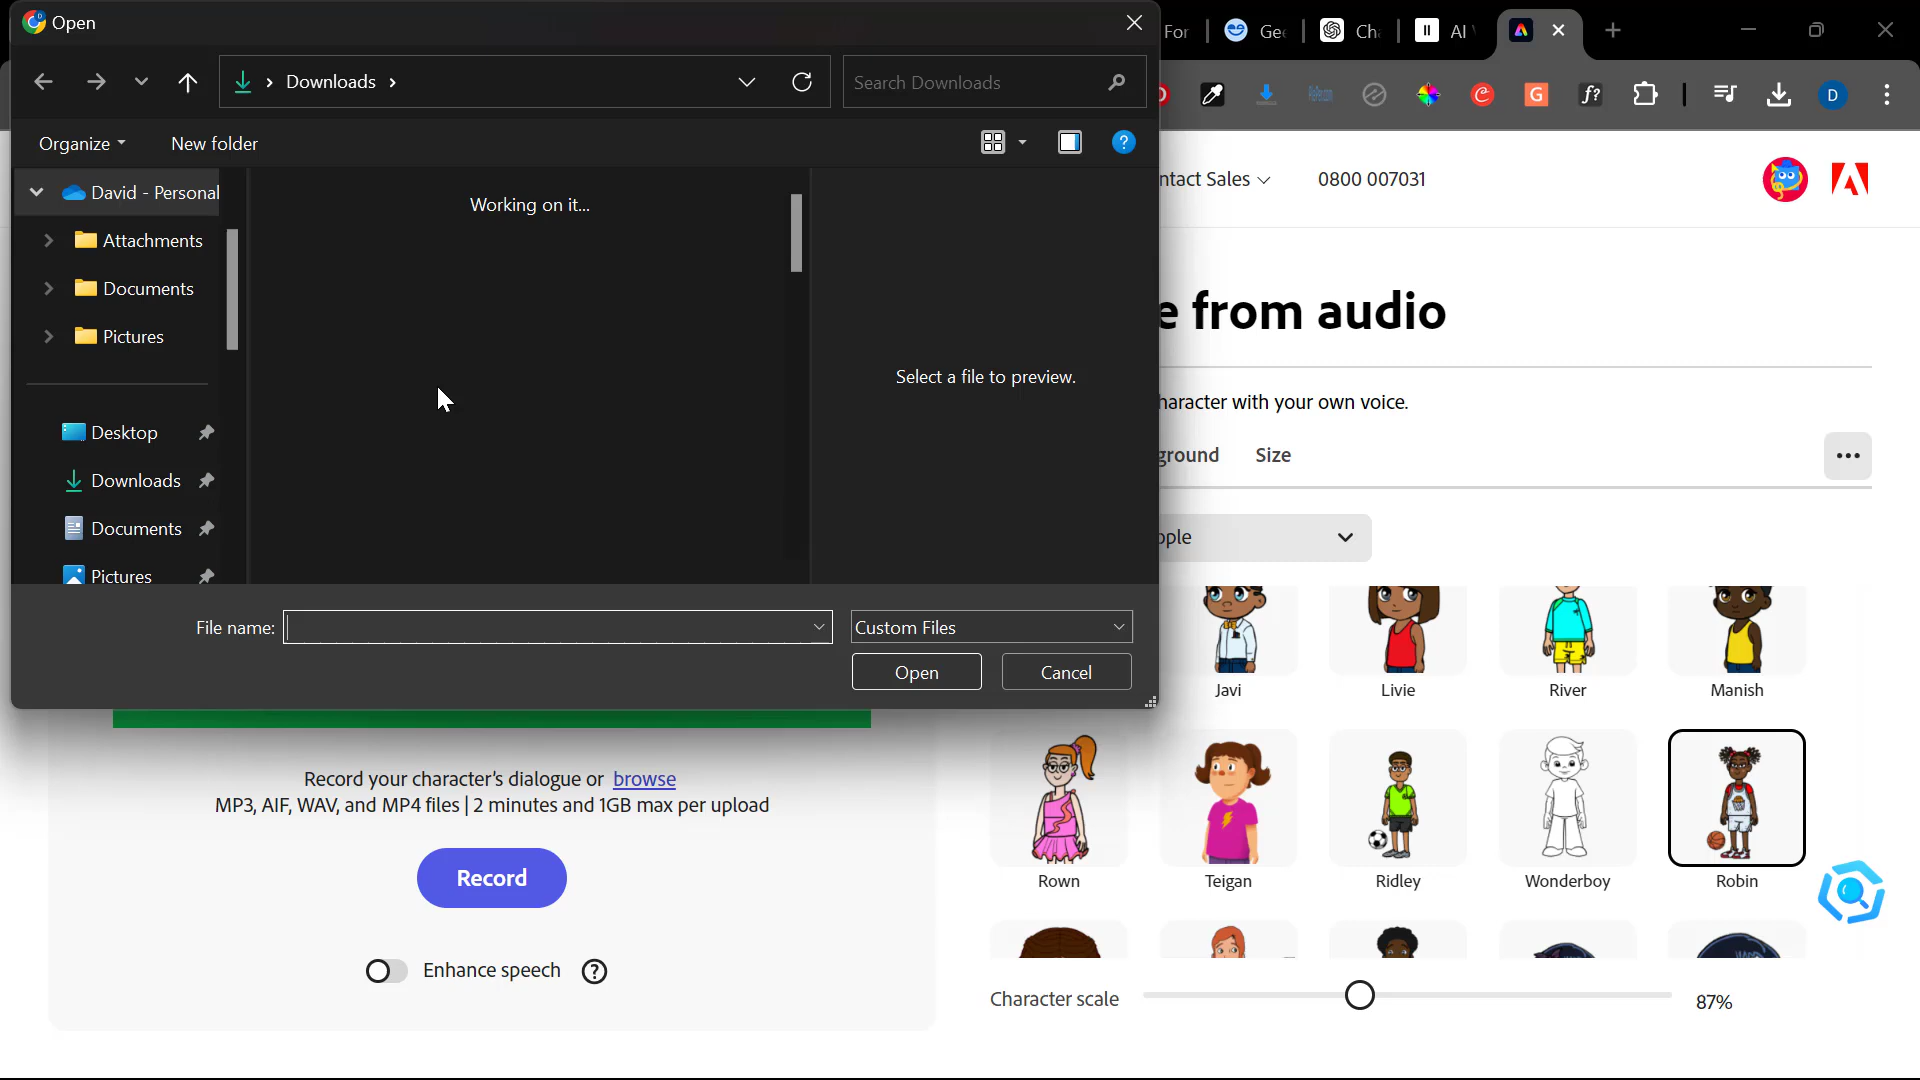 Open
Downloads
Search Downloads
Organize
New folder
David - Personal
Attachments
Documents
Pictures
Desktop
Downloads
Documents
Pictures
Working on it...
Select a file to preview.
File name:
Custom Files
Open
Cancel
For
Ge
Ch
AI
D
Sales
0800 007031
from audio
with your own voice.
Size
Javi
Livie
River
Manish
Rown
Teigan
Ridley
Wonderboy
Robin
Character scale
87%
Record your character's dialogue or browse
MP3, AIF, WAV, and MP4 files | 2 minutes and 1GB max per upload
Record
Enhance speech